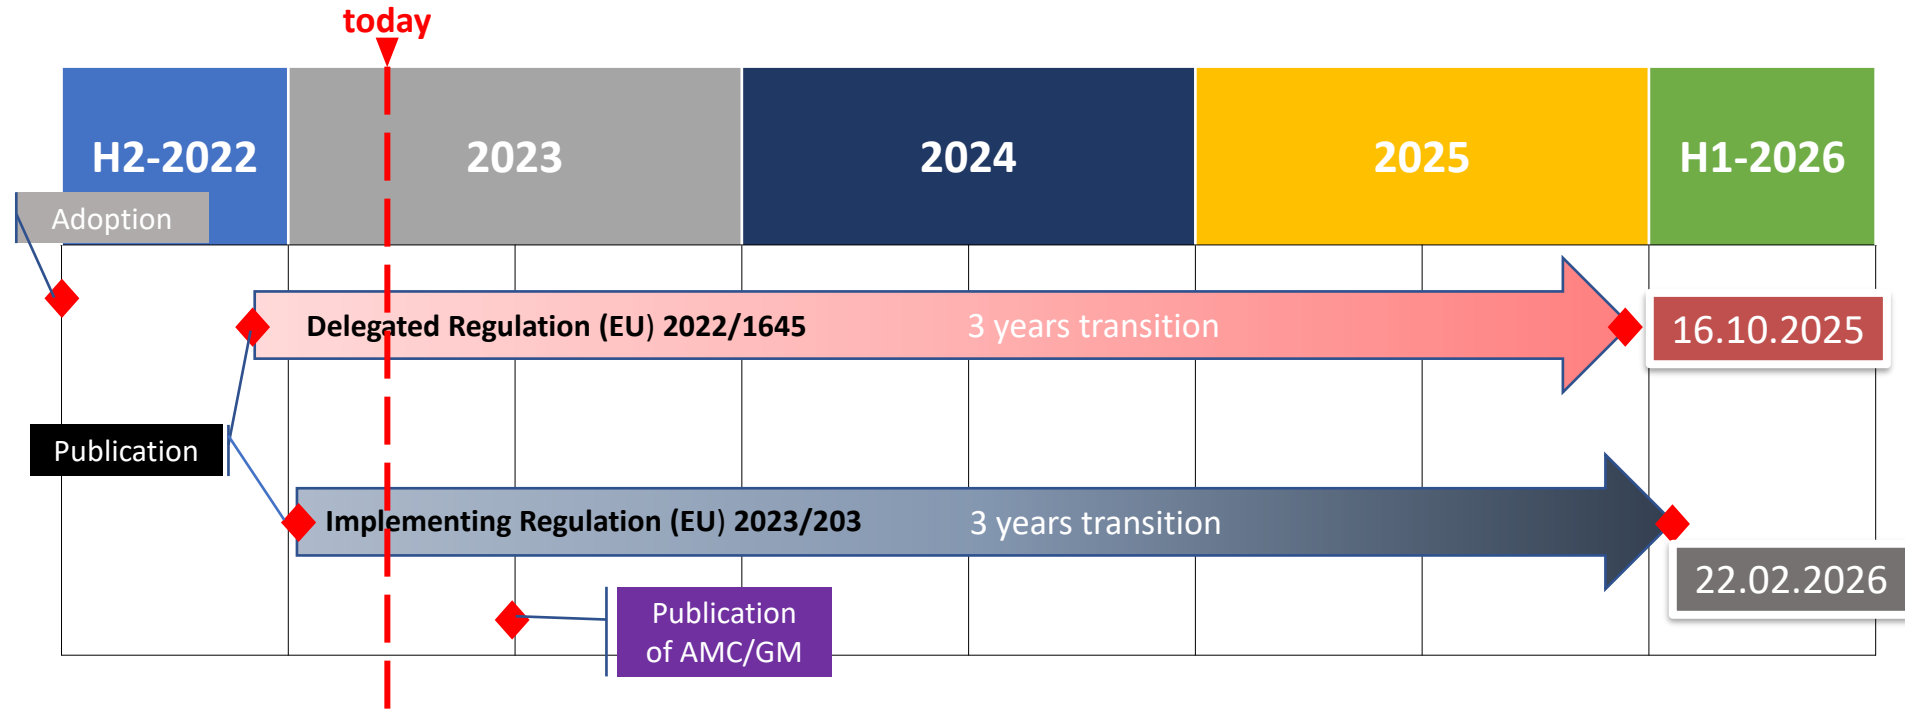 today
H2-2022
2023
2024
2025
H1-2026
Adoption
Delegated Regulation (EU) 2022/1645
3 years transition
16.10.2025
Publication
Implementing Regulation (EU) 2023/203
3 years transition
22.02.2026
Publication
of AMC/GM